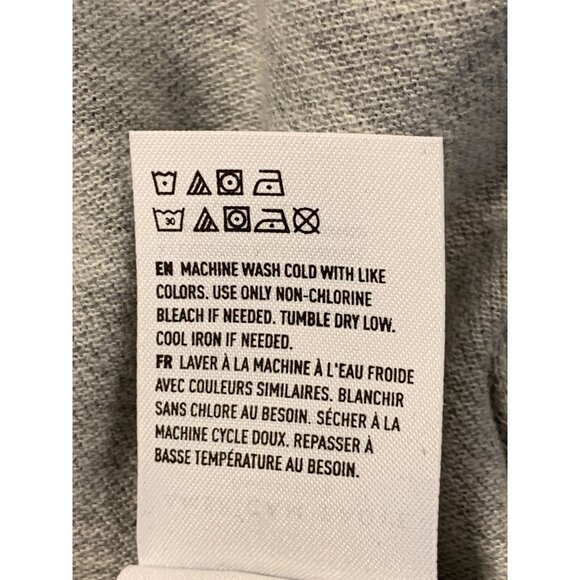 30
EN MACHINE WASH COLD WITH LIKE
COLORS. USE ONLY NON-CHLORINE
BLEACH IF NEEDED. TUMBLE DRY LOW.
COOL IRON IF NEEDED.
FR LAVER À LA MACHINE À L'EAU FROIDE
AVEC COULEURS SIMILAIRES. BLANCHIR
SANS CHLORE AU BESOIN. SÉCHER À LA
MACHINE CYCLE DOUX. REPASSER À
BASSE TEMPÉRATURE AU BESOIN.